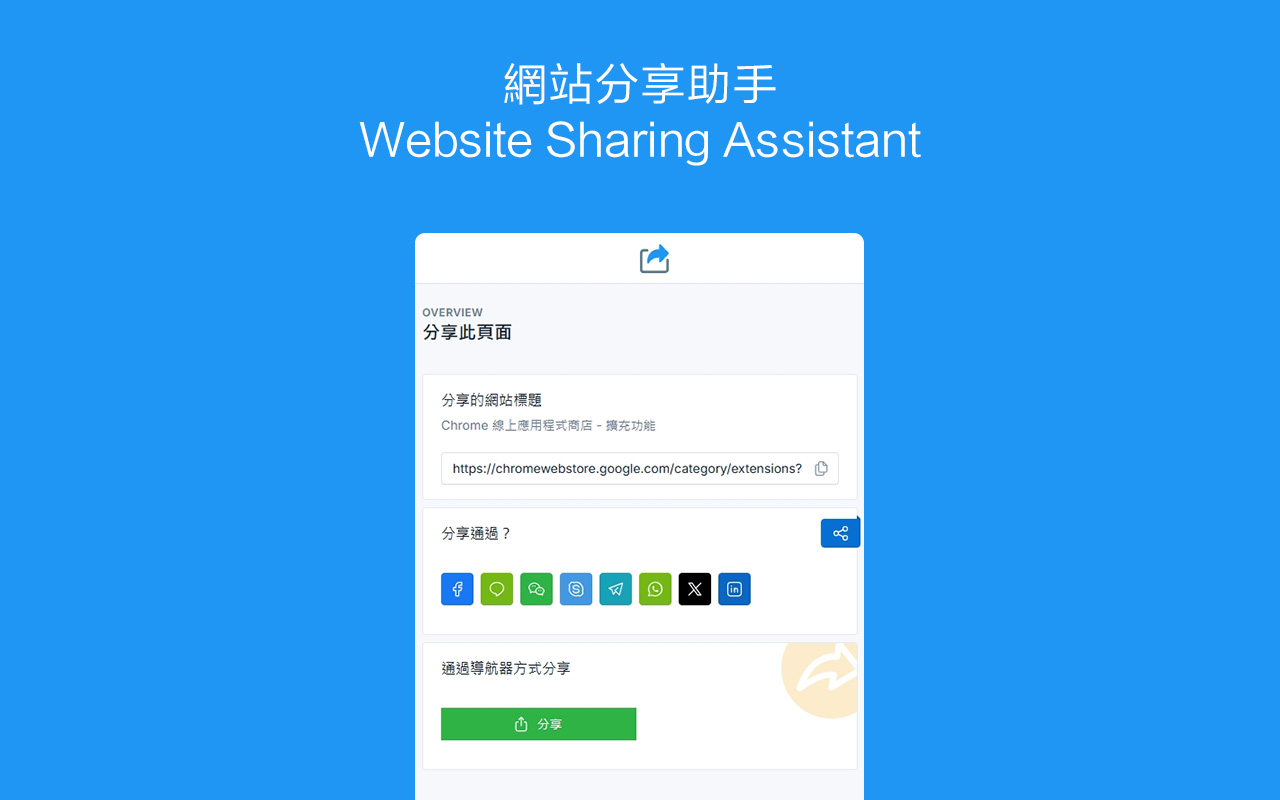 網站分享助手
Website Sharing Assistant
OVERVIEW
分享此頁面
分享的網站標題
Chrome 線上應用程式商店 - 擴充功能
https://chromewebstore.google.com/category/extensions?
分享通過？
通過導航器方式分享
分享